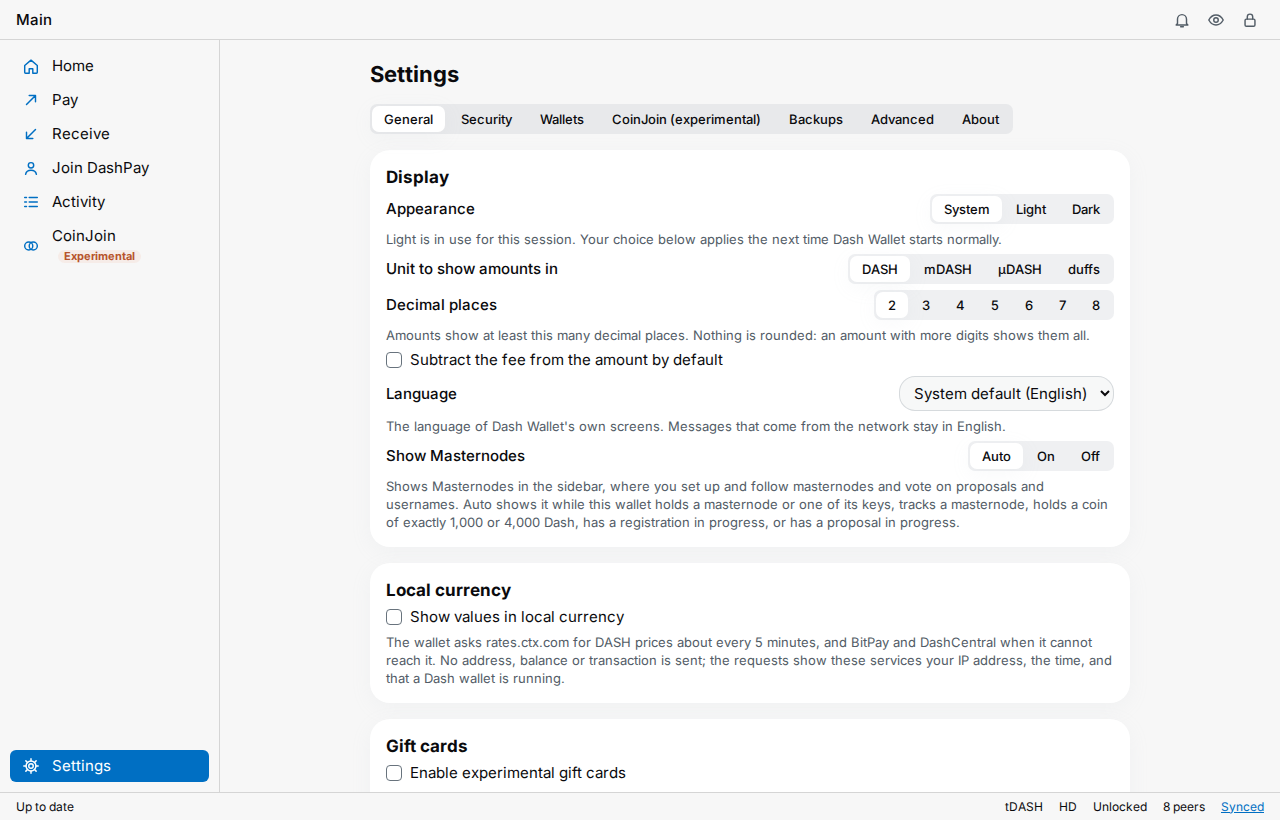 Main
Home
Pay
Receive
Join DashPay
Activity
CoinJoin
Experimental
Settings
Settings
General Security Wallets CoinJoin (experimental) Backups Advanced About
Display
Appearance System Light Dark
Light is in use for this session. Your choice below applies the next time Dash Wallet starts normally.
Unit to show amounts in DASH mDASH µDASH duffs
Decimal places 2 3 4 5 6 7 8
Amounts show at least this many decimal places. Nothing is rounded: an amount with more digits shows them all.
Subtract the fee from the amount by default
Language System default (English)
The language of Dash Wallet's own screens. Messages that come from the network stay in English.
Show Masternodes Auto On Off
Shows Masternodes in the sidebar, where you set up and follow masternodes and vote on proposals and
usernames. Auto shows it while this wallet holds a masternode or one of its keys, tracks a masternode, holds a coin
of exactly 1,000 or 4,000 Dash, has a registration in progress, or has a proposal in progress.
Local currency
Show values in local currency
The wallet asks rates.ctx.com for DASH prices about every 5 minutes, and BitPay and DashCentral when it cannot
reach it. No address, balance or transaction is sent; the requests show these services your IP address, the time, and
that a Dash wallet is running.
Gift cards
Enable experimental gift cards
Up to date tDASH HD Unlocked 8 peers Synced